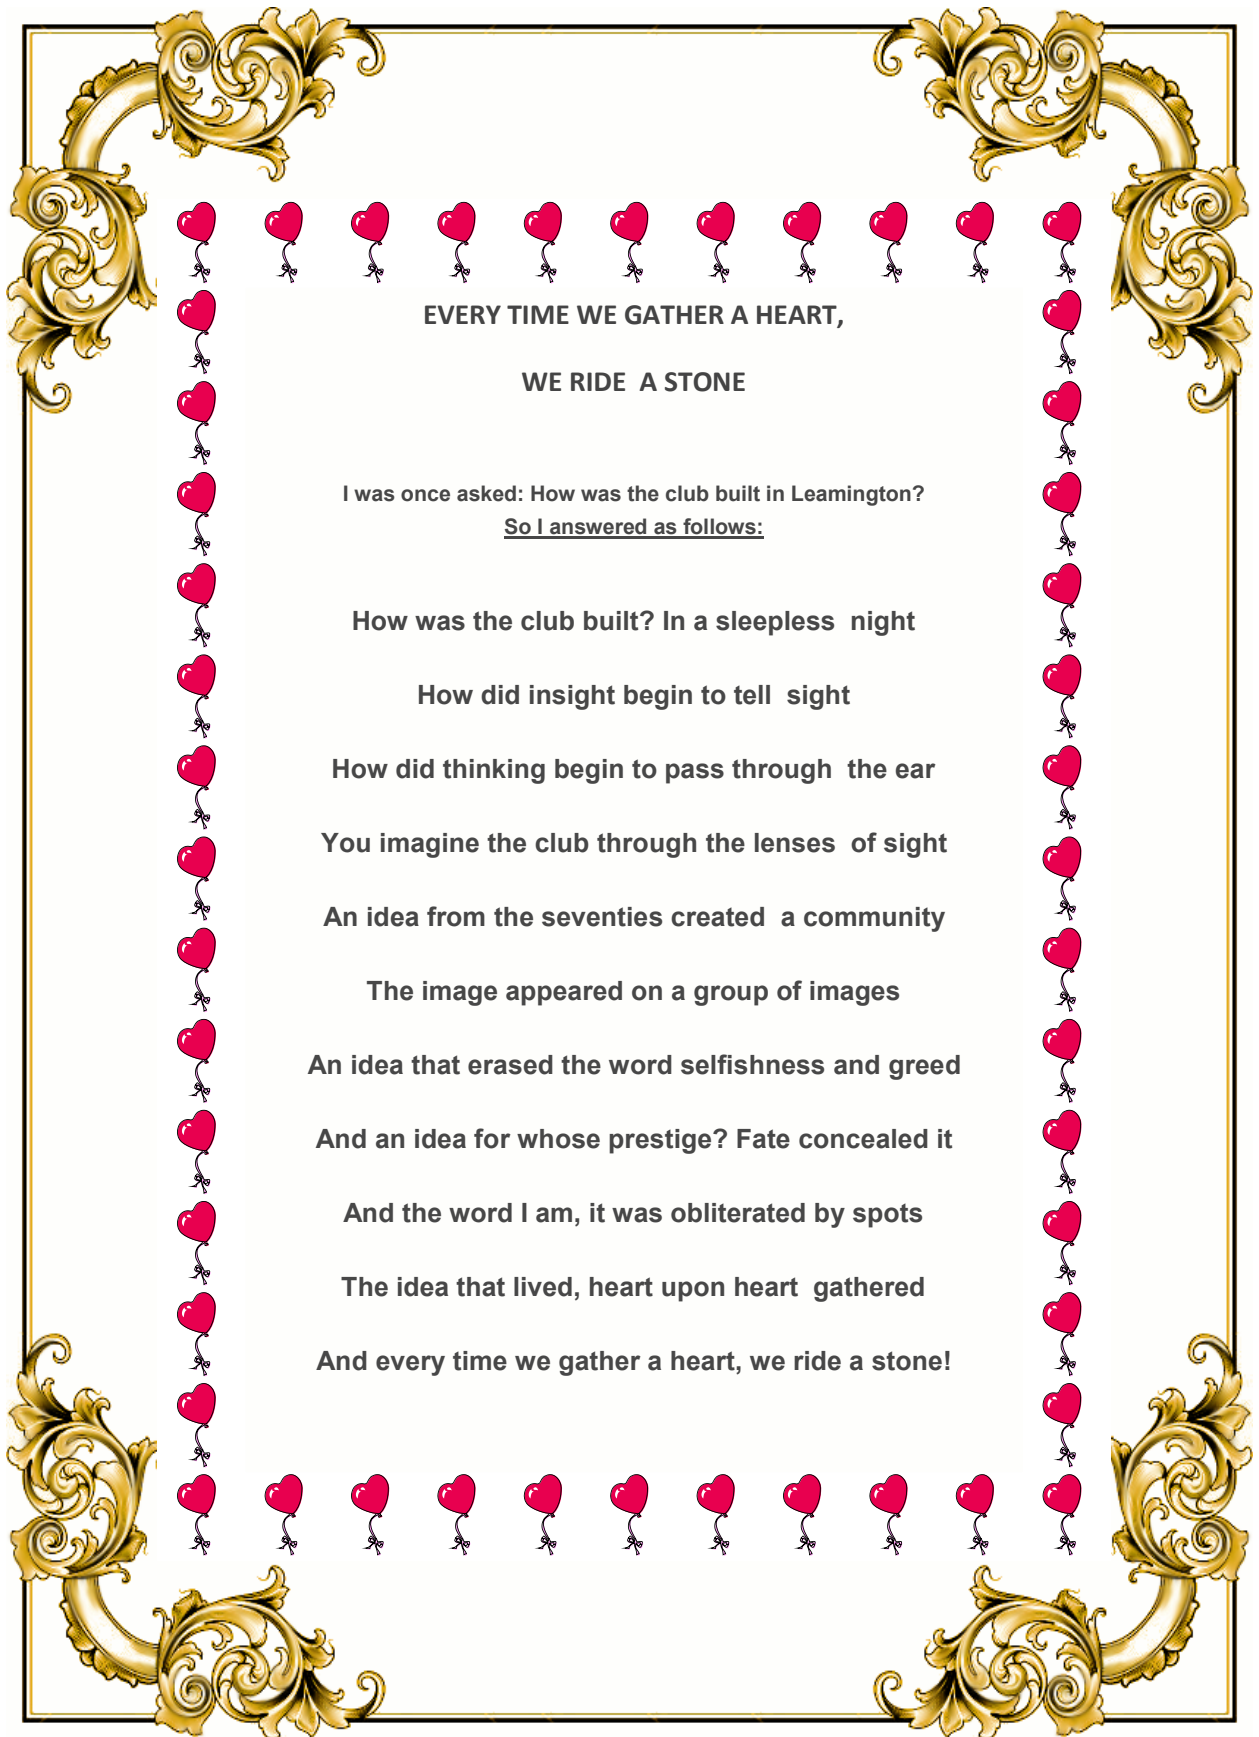 EVERY TIME WE GATHER A HEART,
WE RIDE  A STONE
I was once asked: How was the club built in Leamington?
So I answered as follows:
How was the club built? In a sleepless  night
How did insight begin to tell  sight
How did thinking begin to pass through  the ear
You imagine the club through the lenses  of sight
An idea from the seventies created  a community
The image appeared on a group of images
An idea that erased the word selfishness and greed
And an idea for whose prestige? Fate concealed it
And the word I am, it was obliterated by spots
The idea that lived, heart upon heart  gathered
And every time we gather a heart, we ride a stone!